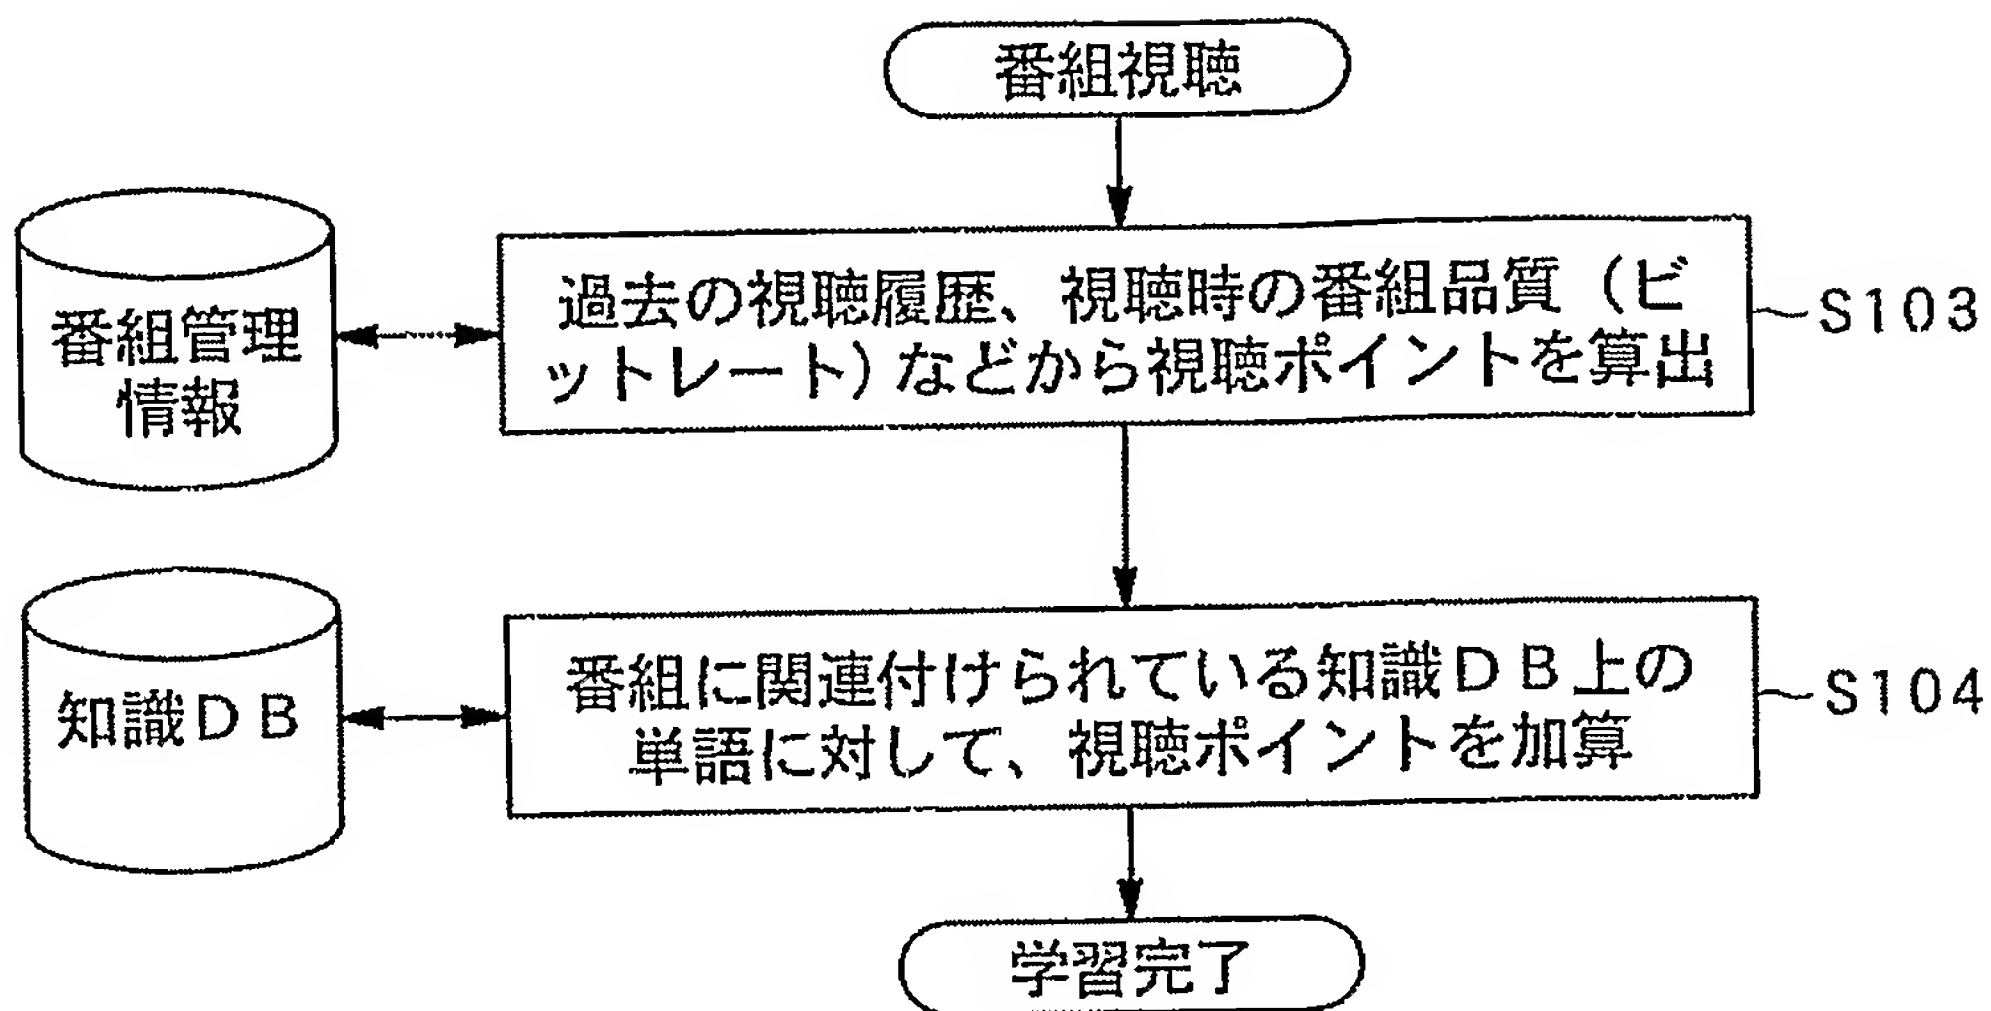 番組視聴
過去の視聴履歴、視聴時の番組品質（ビ
ットレート）などから視聴ポイントを算出
S103
番組管理
情報
番組に関連付けられている知識DB上の
単語に対して、視聴ポイントを加算
S104
知識DB
学習完了